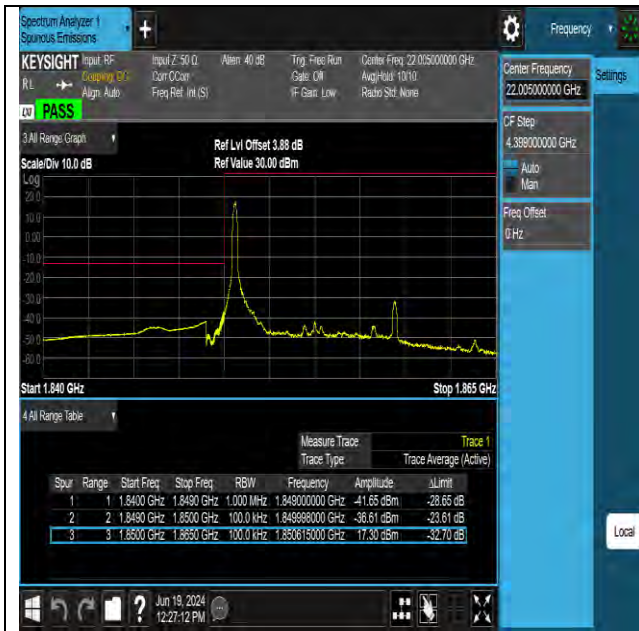 Spectrum Analyzer 1
Spurious Emissions
+
Frequency
KEYSIGHT Input: RF Input Z: 50 Ω Atten: 40 dB Trig: Free Run Center Freq: 22.005000000 GHz
RL Coupling: DC Corr CCorr Gate: Off Avg|Hold: 10/10
Align: Auto Freq Ref: Int (S) IF Gain: Low Radio Std: None
LXI PASS
Center Frequency
22.005000000 GHz
Settings
CF Step
4.399000000 GHz
Auto
Man
Freq Offset
0 Hz
3 All Range Graph
Ref Lvl Offset 3.88 dB
Scale/Div 10.0 dB Ref Value 30.00 dBm
Log
20.0
10.0
0.00
-10.0
-20.0
-30.0
-40.0
-50.0
-60.0
Start 1.840 GHz Stop 1.865 GHz
4 All Range Table
Measure Trace Trace 1
Trace Type Trace Average (Active)
Spur Range Start Freq Stop Freq RBW Frequency Amplitude ΔLimit
1 1 1.8400 GHz 1.8490 GHz 1.000 MHz 1.849000000 GHz -41.65 dBm -28.65 dB
2 2 1.8490 GHz 1.8500 GHz 100.0 kHz 1.849998000 GHz -36.61 dBm -23.61 dB
3 3 1.8500 GHz 1.8650 GHz 100.0 kHz 1.850615000 GHz 17.30 dBm -32.70 dB
Local
? Jun 19, 2024
12:27:12 PM